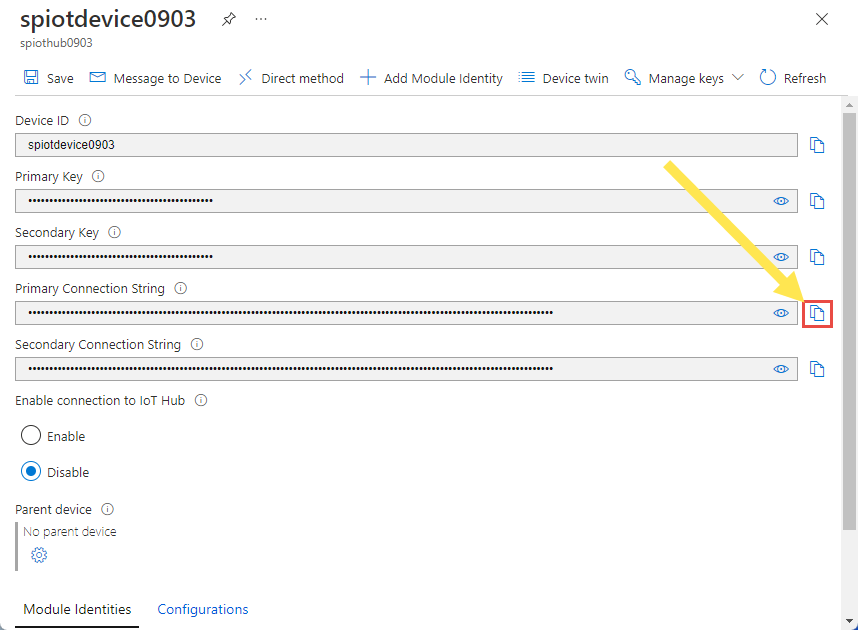 spiotdevice0903
spiothub0903
Save Message to Device Direct method Add Module Identity Device twin Manage keys Refresh
Device ID
spiotdevice0903
Primary Key
Secondary Key
Primary Connection String
Secondary Connection String
Enable connection to IoT Hub
Enable
Disable
Parent device
No parent device
Module Identities Configurations